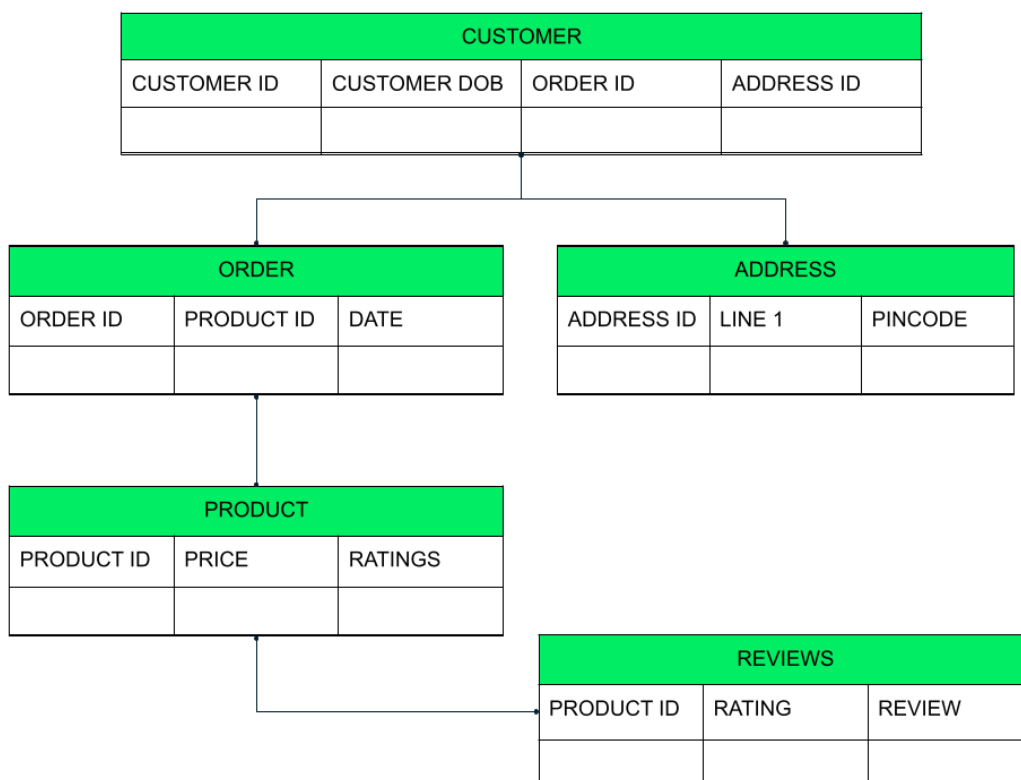 CUSTOMER
CUSTOMER ID CUSTOMER DOB ORDER ID ADDRESS ID
ORDER
ORDER ID PRODUCT ID DATE
ADDRESS
ADDRESS ID LINE 1 PINCODE
PRODUCT
PRODUCT ID PRICE RATINGS
REVIEWS
PRODUCT ID RATING REVIEW